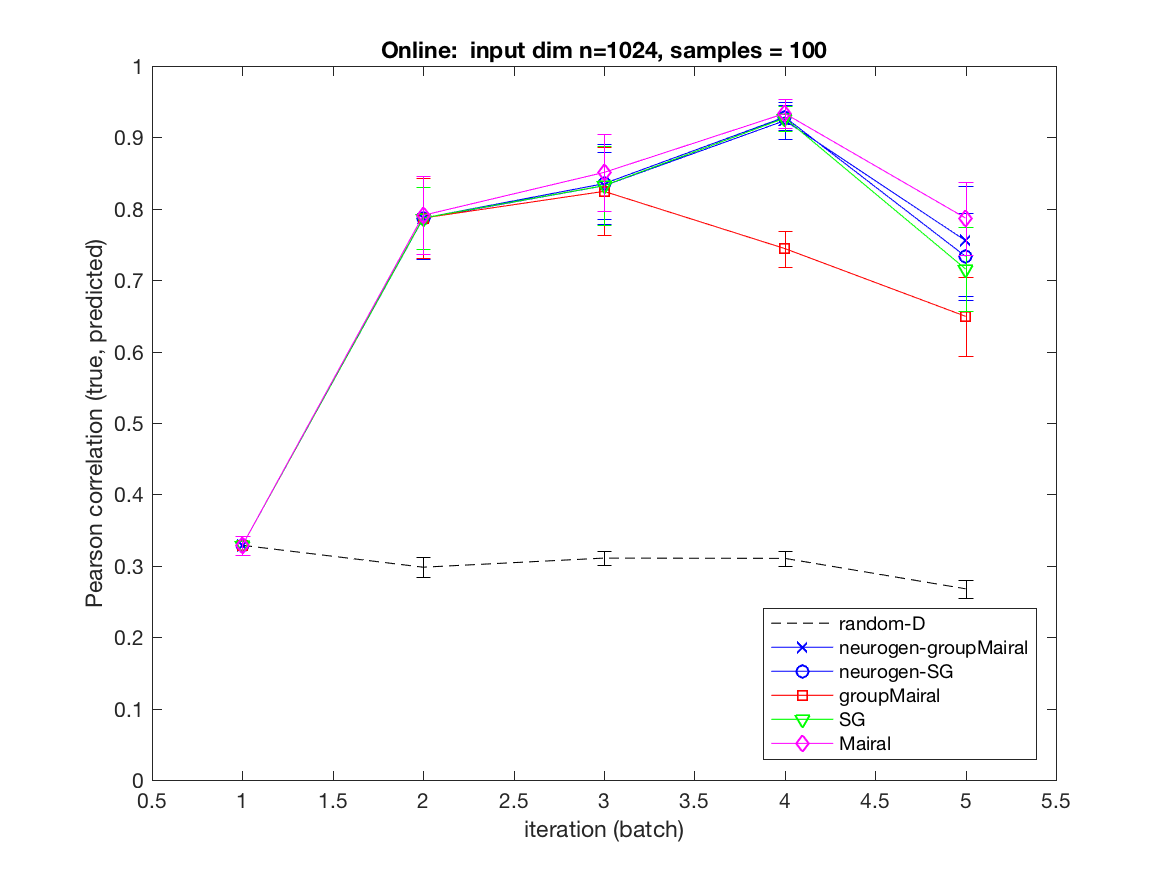 Online:  input dim n=1024, samples = 100
Pearson correlation (true, predicted)
1
0.9
0.8
0.7
0.6
0.5
0.4
0.3
0.2
0.1
0
random-D
neurogen-groupMairal
neurogen-SG
groupMairal
SG
Mairal
0.5 1 1.5 2 2.5 3 3.5 4 4.5 5 5.5
iteration (batch)